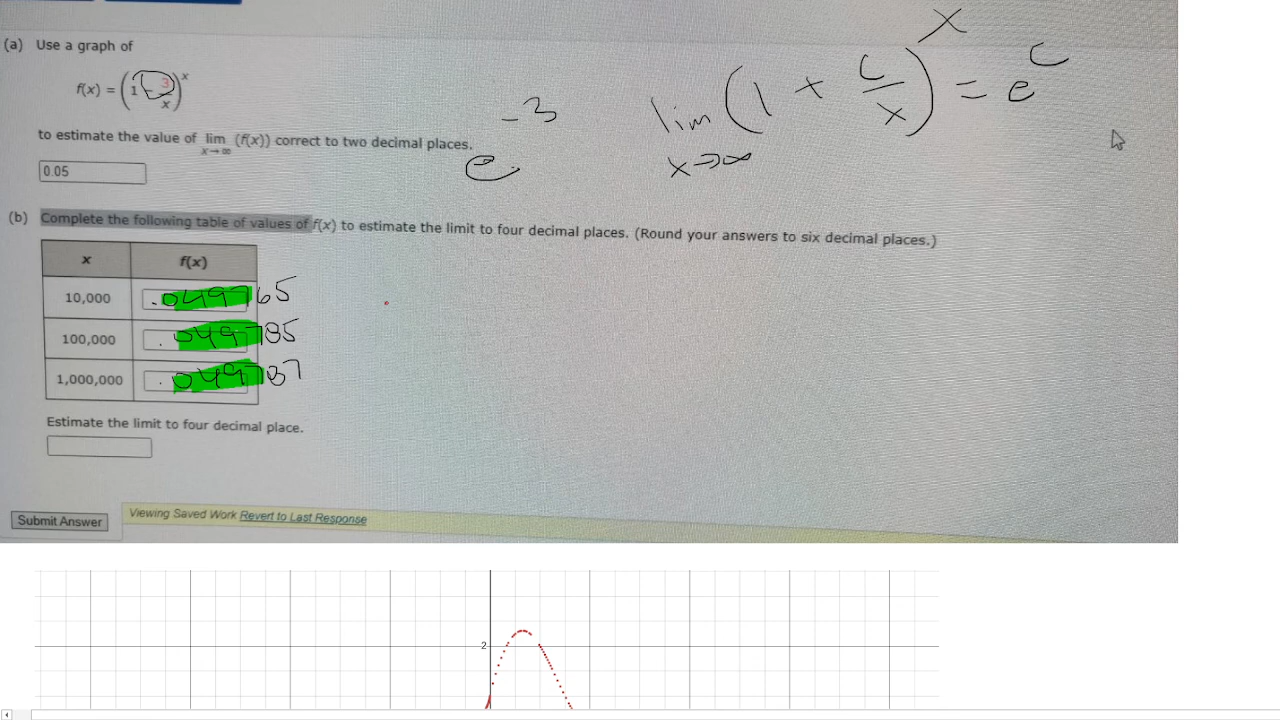 (a) Use a graph of
f(x) = (1 - 3/x)^x
to estimate the value of lim x→∞ (f(x)) correct to two decimal places.
0.05
e^-3
lim x→∞ (1 + c/x)^x = e^c
(b) Complete the following table of values of f(x) to estimate the limit to four decimal places. (Round your answers to six decimal places.)
x f(x)
10,000 .049765
100,000 .049785
1,000,000 .049787
Estimate the limit to four decimal place.
Submit Answer
Viewing Saved Work Revert to Last Response
2